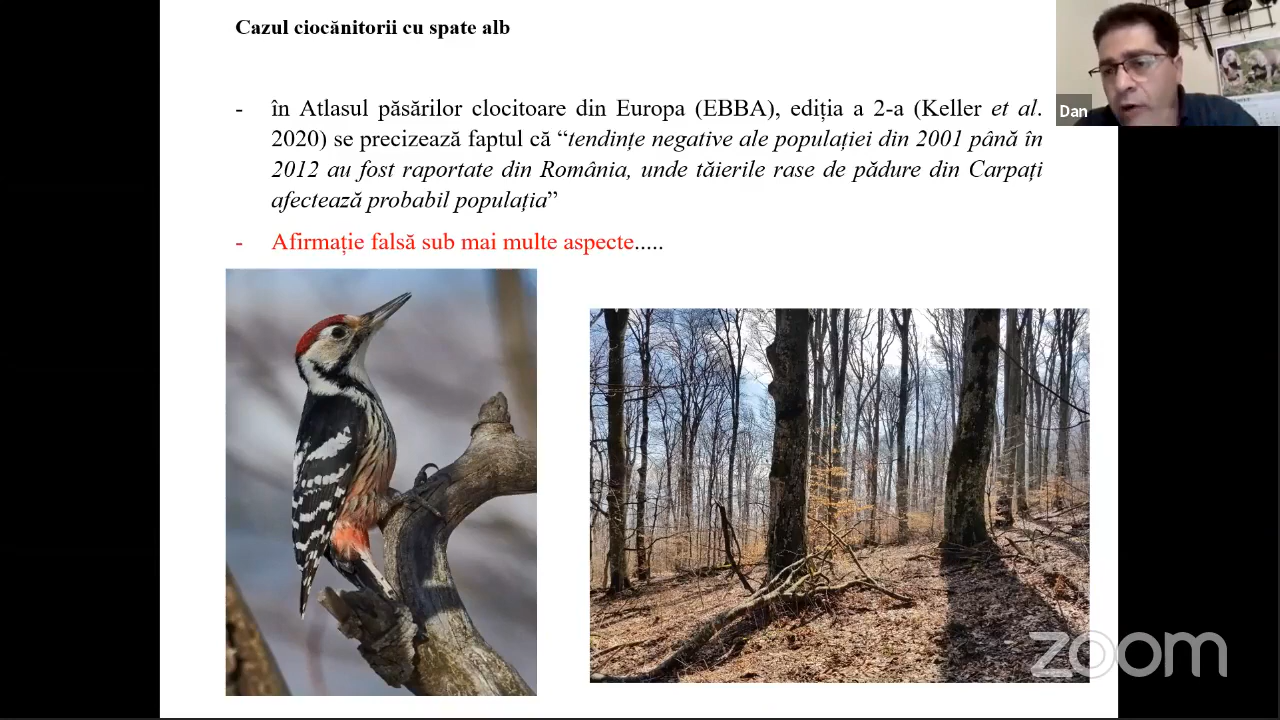 Cazul ciocănitorii cu spate alb
- în Atlasul păsărilor clocitoare din Europa (EBBA), ediția a 2-a (Keller et al.
2020) se precizează faptul că “tendințe negative ale populației din 2001 până în
2012 au fost raportate din România, unde tăierile rase de pădure din Carpați
afectează probabil populația”
- Afirmație falsă sub mai multe aspecte.....
Dan
zoom